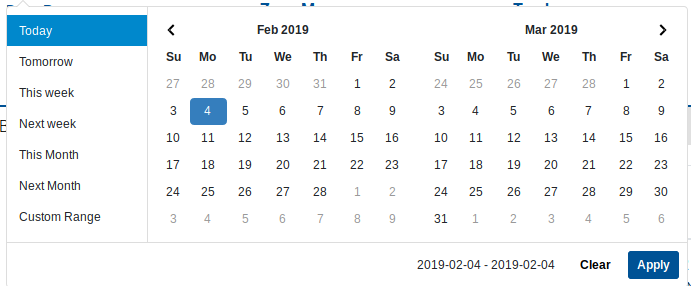 Today
Tomorrow
This week
Next week
This Month
Next Month
Custom Range
Feb 2019
Su Mo Tu We Th Fr Sa
27 28 29 30 31 1 2
3 4 5 6 7 8 9
10 11 12 13 14 15 16
17 18 19 20 21 22 23
24 25 26 27 28 1 2
3 4 5 6 7 8 9
Mar 2019
Su Mo Tu We Th Fr Sa
24 25 26 27 28 1 2
3 4 5 6 7 8 9
10 11 12 13 14 15 16
17 18 19 20 21 22 23
24 25 26 27 28 29 30
31 1 2 3 4 5 6
2019-02-04 - 2019-02-04
Clear
Apply